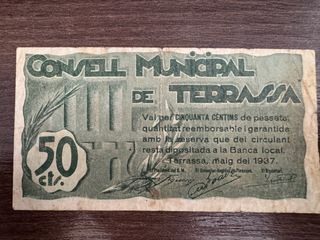 CONSELL MUNICIPAL
DE TERRASSA
Val per CINQUANTA CÈNTIMS de pesseta,
quantitat reemborsable i garantida
amb la reserva que del circulant
resta dipositada a la Banca local.
Terrassa, maig del 1937.
50
cts.